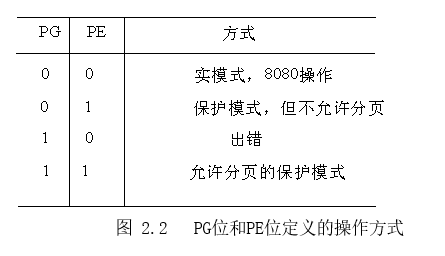 PG PE 方式
0 0 实模式，8080操作
0 1 保护模式，但不允许分页
1 0 出错
1 1 允许分页的保护模式
图 2.2 PG位和PE位定义的操作方式